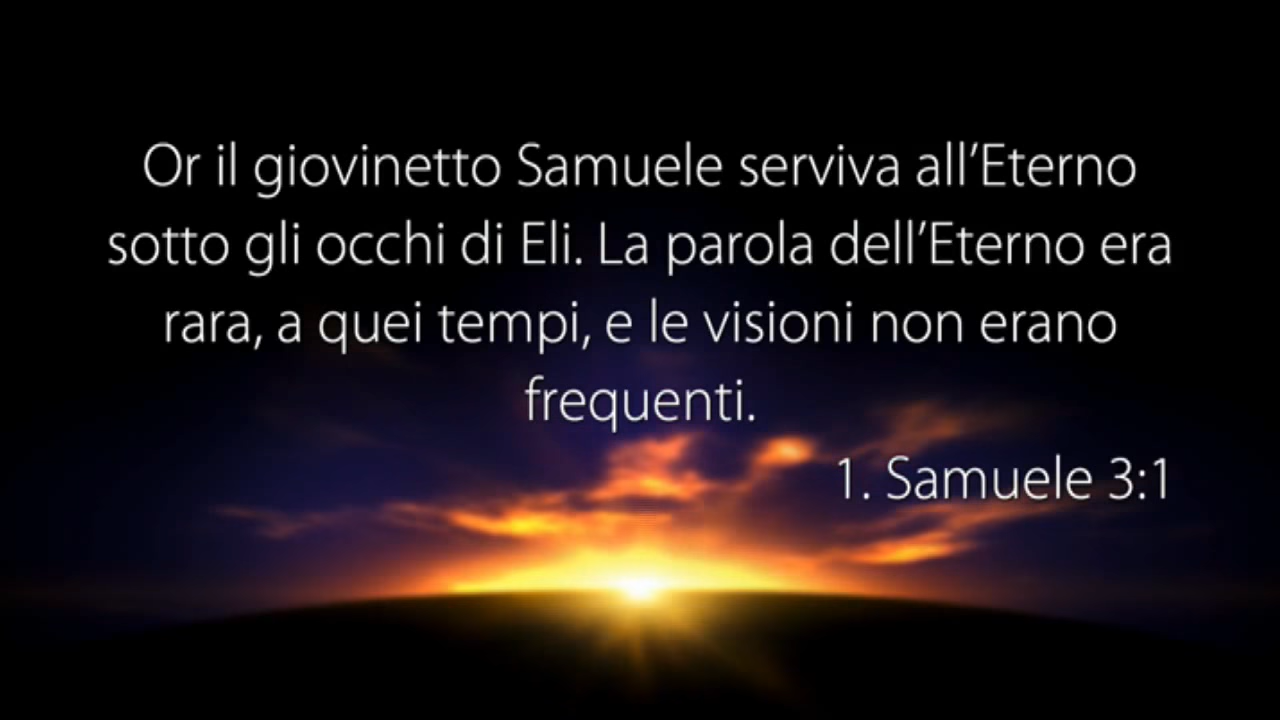 Or il giovinetto Samuele serviva all’Eterno
sotto gli occhi di Eli. La parola dell’Eterno era
rara, a quei tempi, e le visioni non erano
frequenti.
1. Samuele 3:1